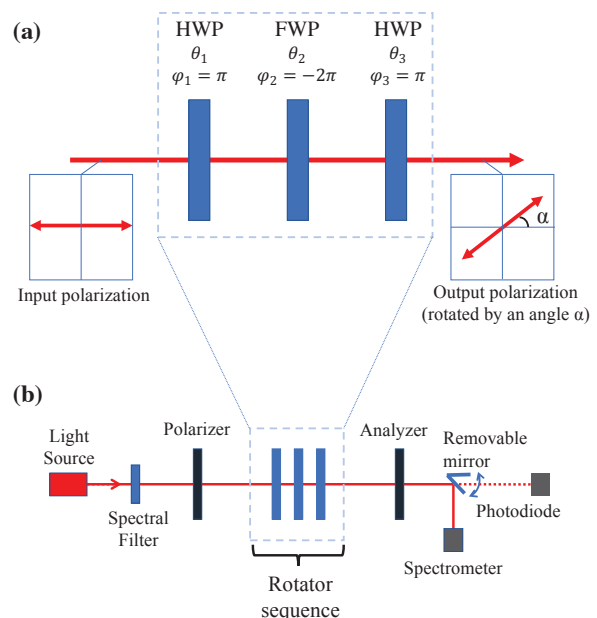 (a)
HWP
θ₁
φ₁ = π
FWP
θ₂
φ₂ = −2π
HWP
θ₃
φ₃ = π
α
Input polarization
Output polarization
(rotated by an angle α)
(b)
Light
Source
Spectral
Filter
Polarizer
Rotator
sequence
Analyzer
Removable
mirror
Photodiode
Spectrometer